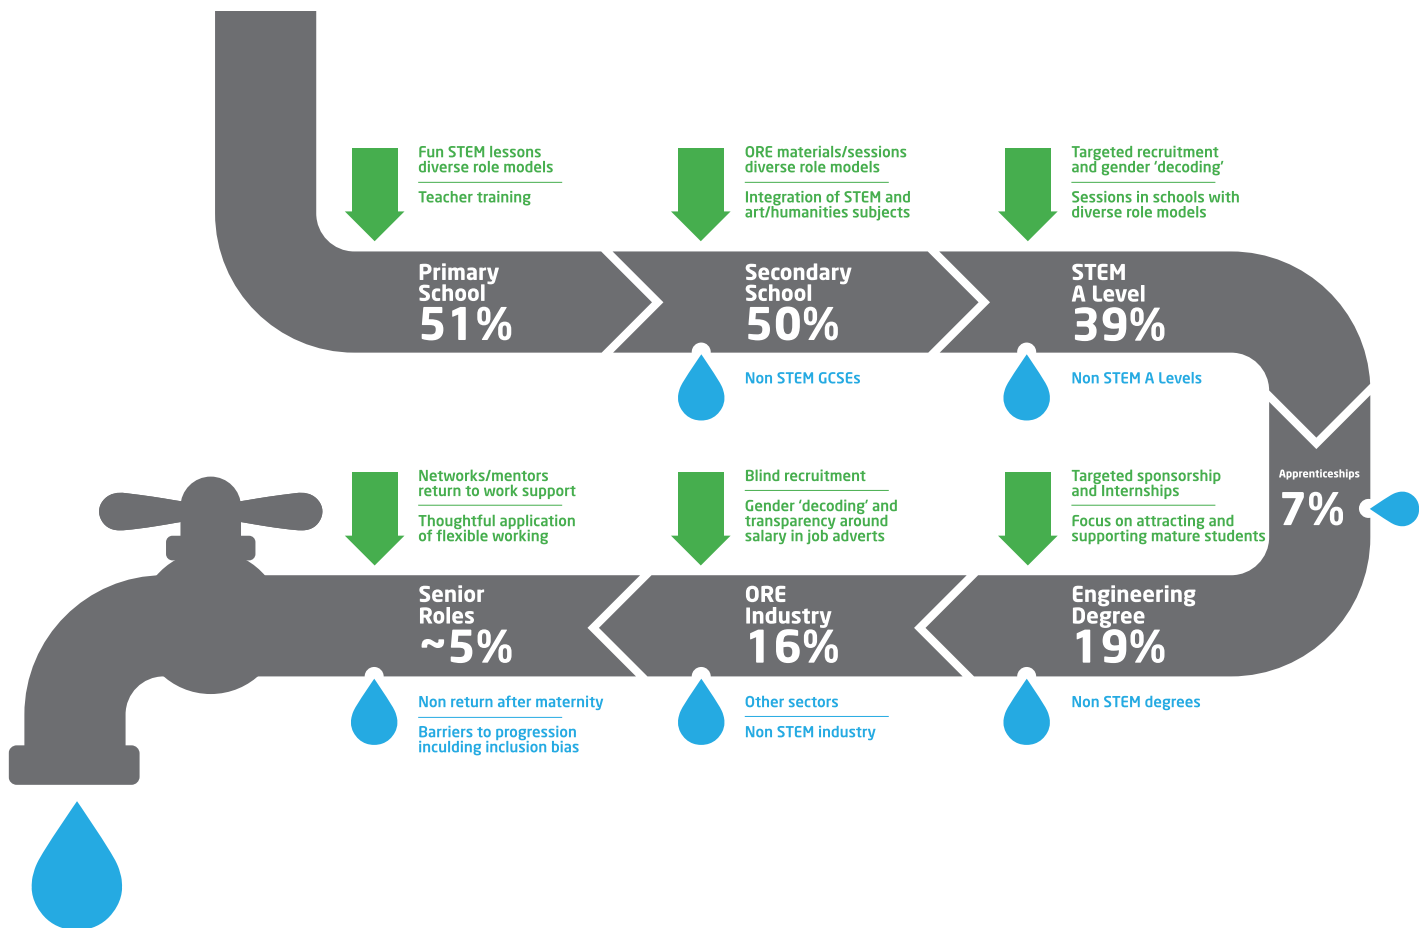 Fun STEM lessons
diverse role models
Teacher training
ORE materials/sessions
diverse role models
Integration of STEM and
art/humanities subjects
Targeted recruitment
and gender ‘decoding’
Sessions in schools with
diverse role models
Primary
School
51%
Secondary
School
50%
STEM
A Level
39%
Non STEM GCSEs
Non STEM A Levels
Apprenticeships
7%
Networks/mentors
return to work support
Thoughtful application
of flexible working
Blind recruitment
Gender ‘decoding’ and
transparency around
salary in job adverts
Targeted sponsorship
and Internships
Focus on attracting and
supporting mature students
Senior
Roles
~5%
ORE
Industry
16%
Engineering
Degree
19%
Non return after maternity
Barriers to progression
inculding inclusion bias
Other sectors
Non STEM industry
Non STEM degrees